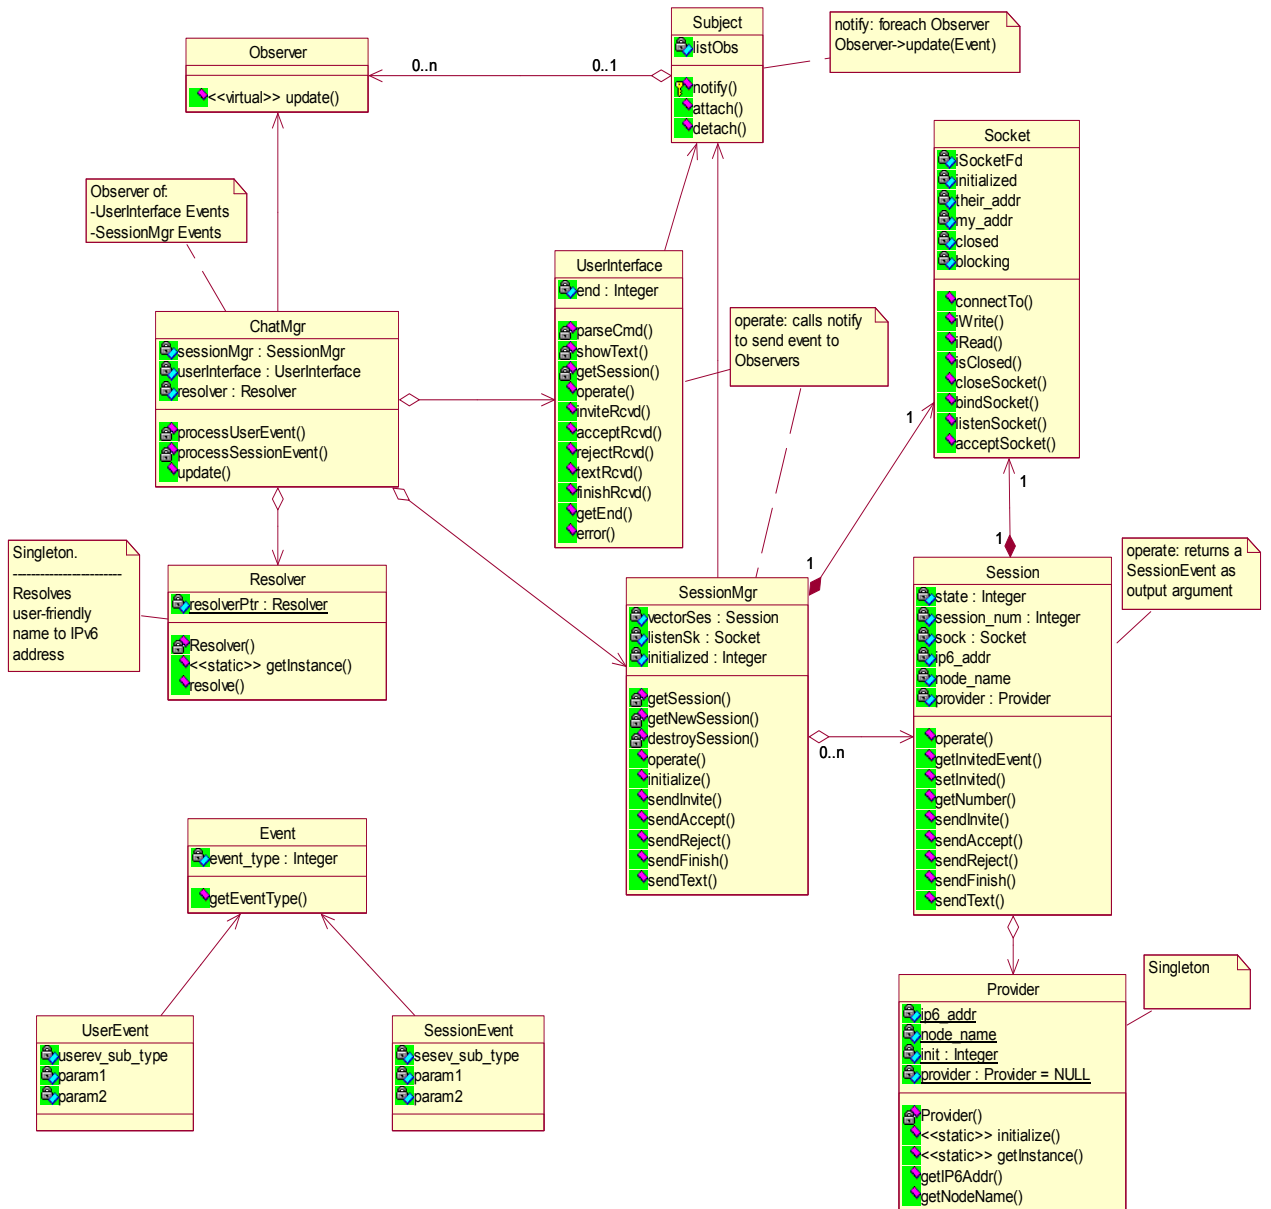 Subject
listObs
notify()
attach()
detach()
notify: foreach Observer
Observer->update(Event)
Observer
<<virtual>> update()
0..n
0..1
Socket
iSocketFd
initialized
their_addr
my_addr
closed
blocking
connectTo()
iWrite()
iRead()
isClosed()
closeSocket()
bindSocket()
listenSocket()
acceptSocket()
Observer of:
-UserInterface Events
-SessionMgr Events
UserInterface
end : Integer
parseCmd()
showText()
getSession()
operate()
inviteRcvd()
acceptRcvd()
rejectRcvd()
textRcvd()
finishRcvd()
getEnd()
error()
operate: calls notify
to send event to
Observers
ChatMgr
sessionMgr : SessionMgr
userInterface : UserInterface
resolver : Resolver
processUserEvent()
processSessionEvent()
update()
1
1
1
1
Singleton.
------------------------
Resolves
user-friendly
name to IPv6
address
Resolver
resolverPtr : Resolver
Resolver()
<<static>> getInstance()
resolve()
SessionMgr
vectorSes : Session
listenSk : Socket
initialized : Integer
getSession()
getNewSession()
destroySession()
operate()
initialize()
sendInvite()
sendAccept()
sendReject()
sendFinish()
sendText()
0..n
Session
state : Integer
session_num : Integer
sock : Socket
ip6_addr
node_name
provider : Provider
operate()
getInvitedEvent()
setInvited()
getNumber()
sendInvite()
sendAccept()
sendReject()
sendFinish()
sendText()
operate: returns a
SessionEvent as
output argument
Event
event_type : Integer
getEventType()
UserEvent
userev_sub_type
param1
param2
SessionEvent
sesev_sub_type
param1
param2
Provider
ip6_addr
node_name
init : Integer
provider : Provider = NULL
Provider()
<<static>> initialize()
<<static>> getInstance()
getIP6Addr()
getNodeName()
Singleton